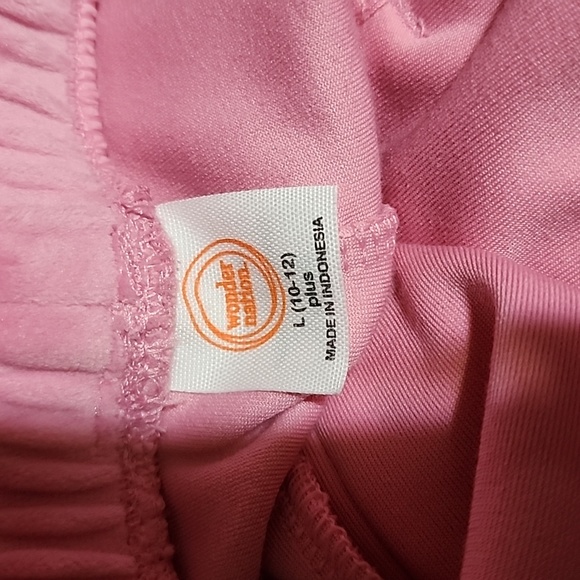 wonder
nation.
L (10-12)
plus
MADE IN INDONESIA